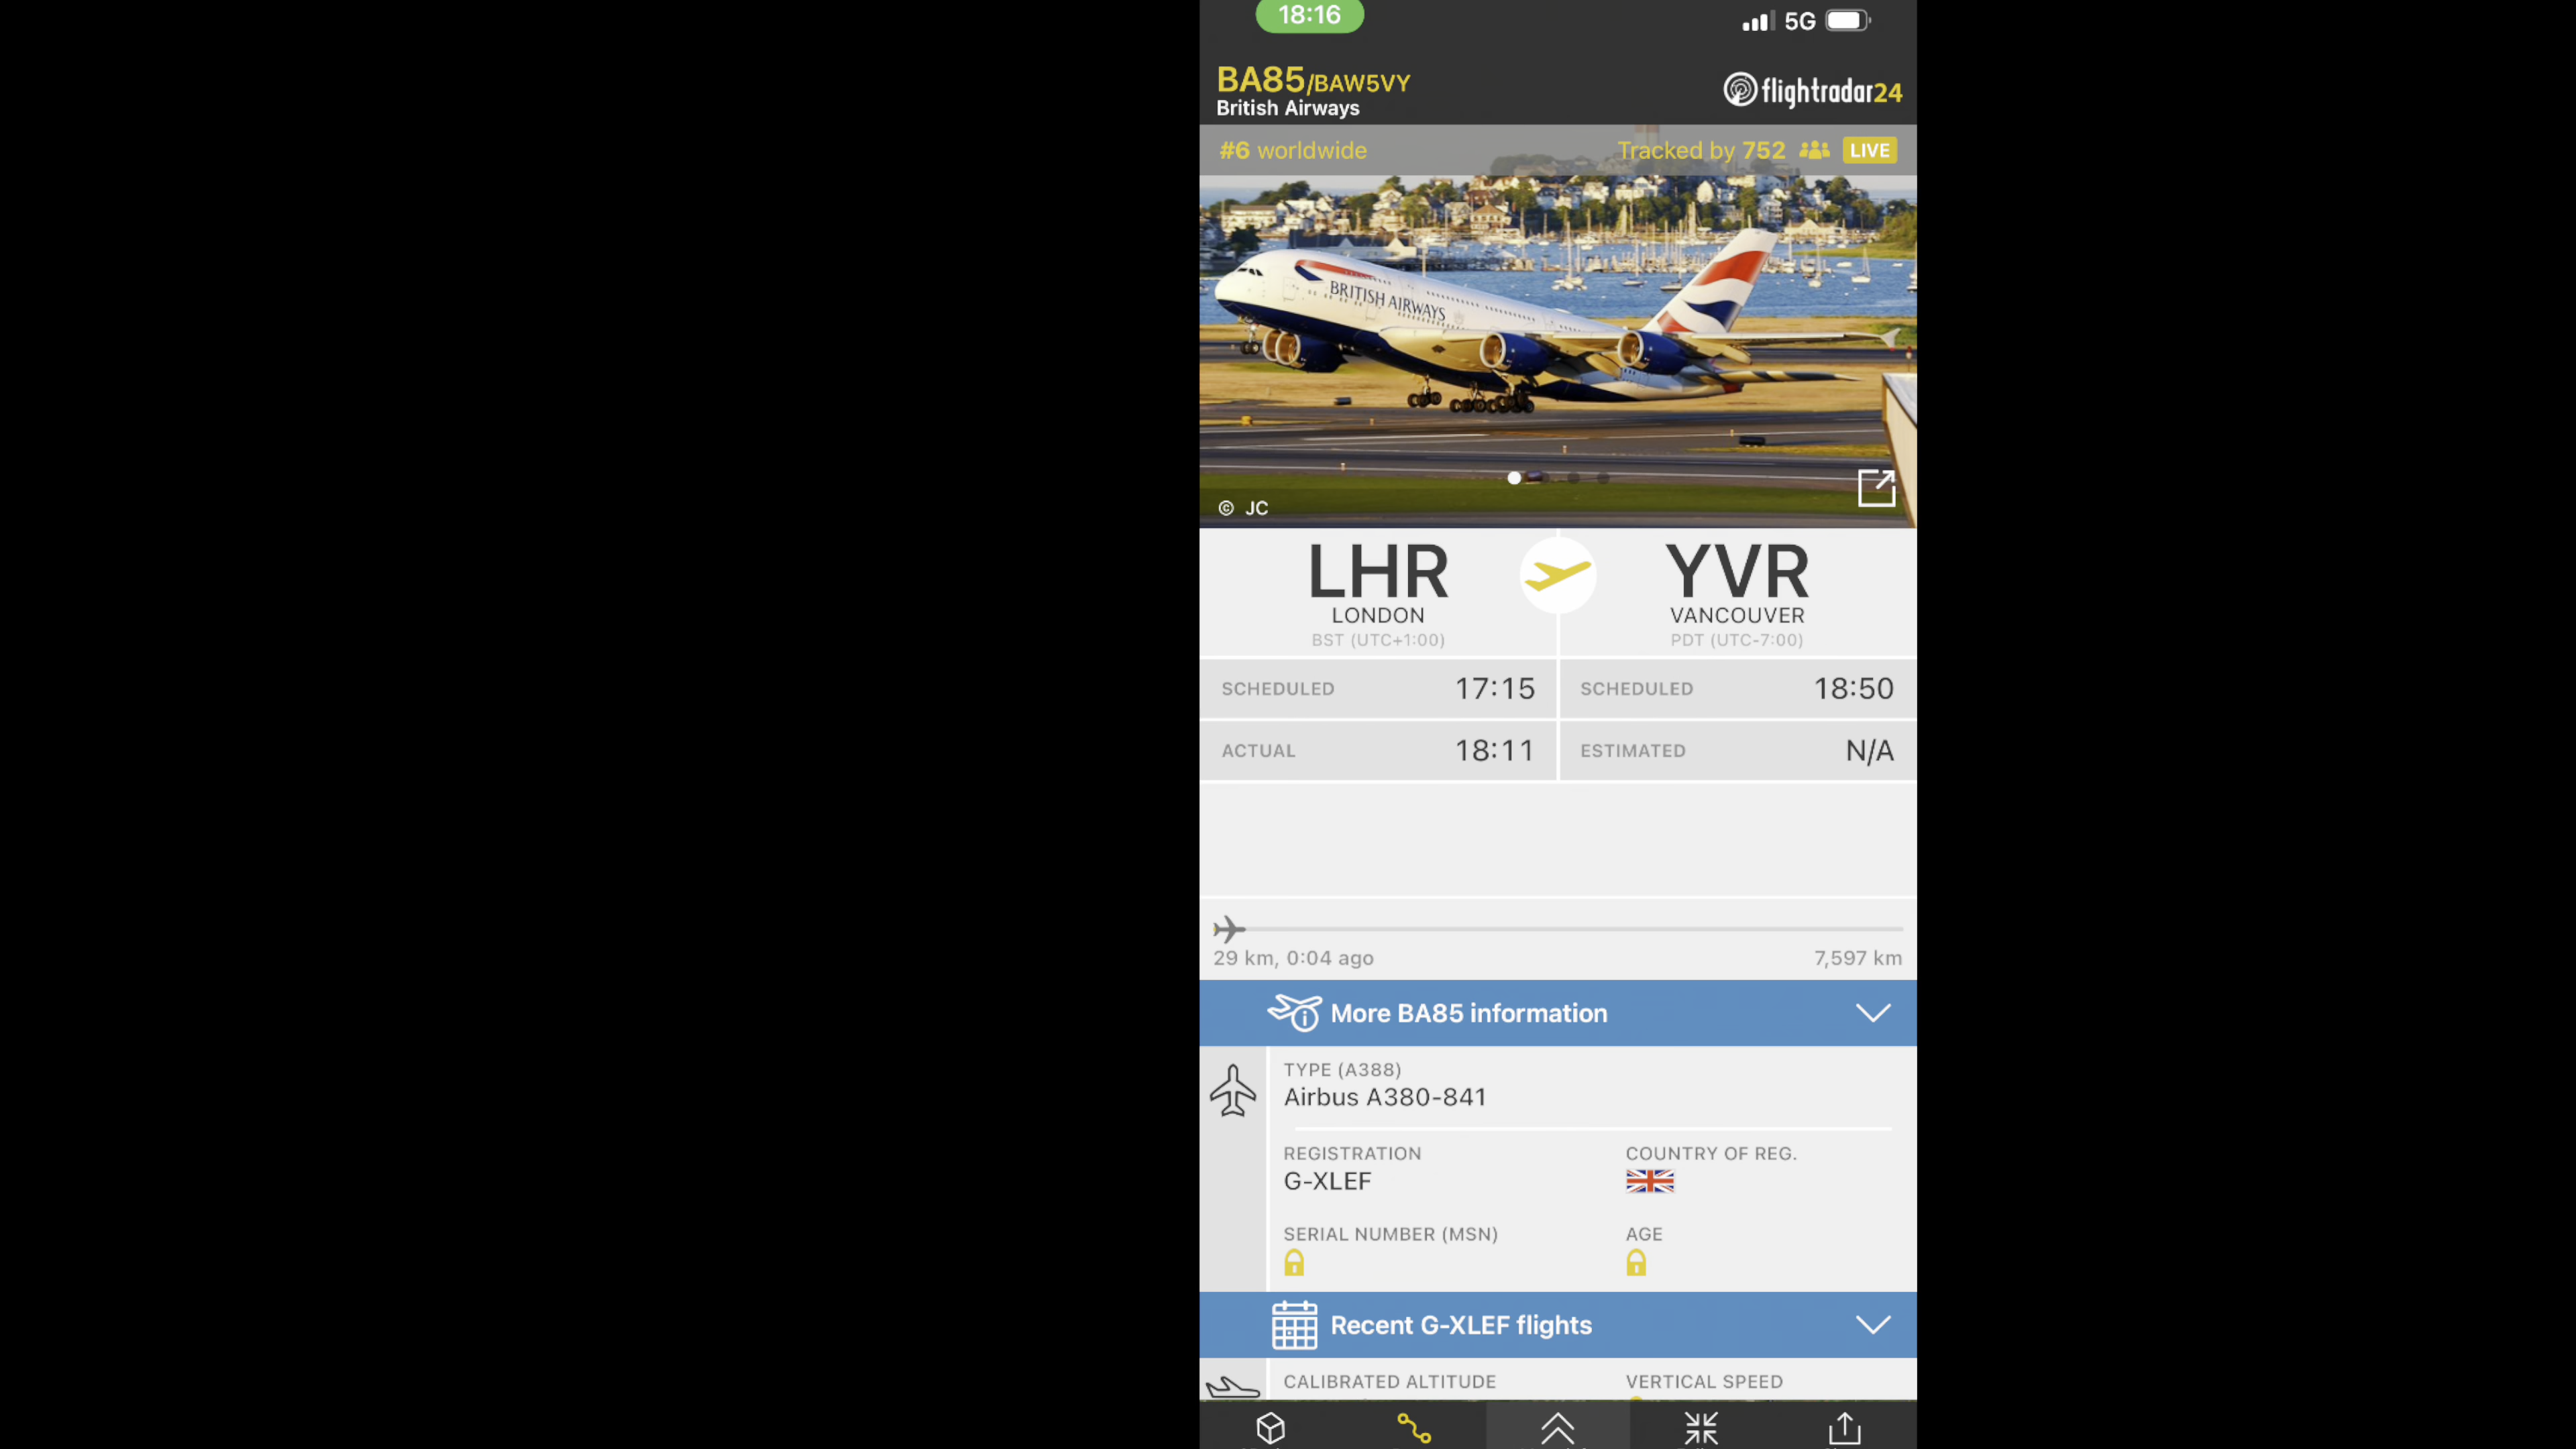 18:16
5G
BA85/BAW5VY
British Airways
flightradar24
#6 worldwide
Tracked by 752
LIVE
BRITISH AIRWAYS
© JC
LHR
LONDON
BST (UTC+1:00)
YVR
VANCOUVER
PDT (UTC-7:00)
SCHEDULED 17:15
SCHEDULED 18:50
ACTUAL 18:11
ESTIMATED N/A
29 km, 0:04 ago
7,597 km
More BA85 information
TYPE (A388)
Airbus A380-841
REGISTRATION
G-XLEF
COUNTRY OF REG.
SERIAL NUMBER (MSN)
AGE
Recent G-XLEF flights
CALIBRATED ALTITUDE
VERTICAL SPEED